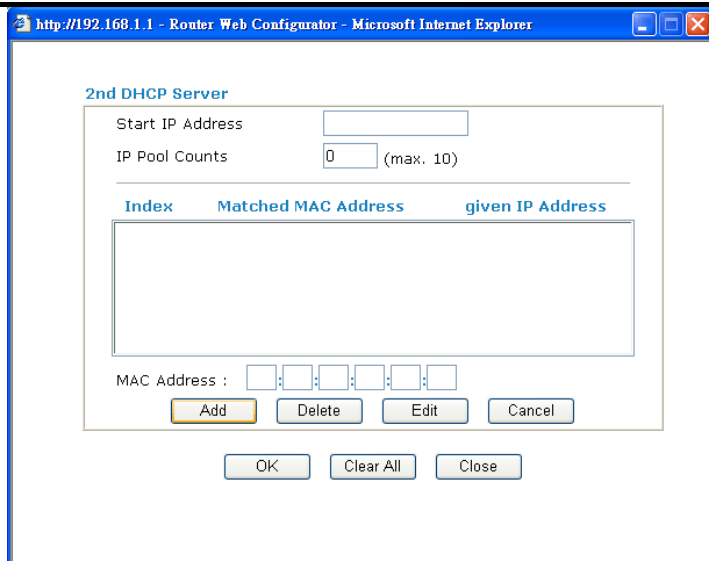 http://192.168.1.1 - Router Web Configurator - Microsoft Internet Explorer
2nd DHCP Server
Start IP Address
IP Pool Counts 0 (max. 10)
Index Matched MAC Address given IP Address
MAC Address : : : : : :
Add Delete Edit Cancel
OK Clear All Close